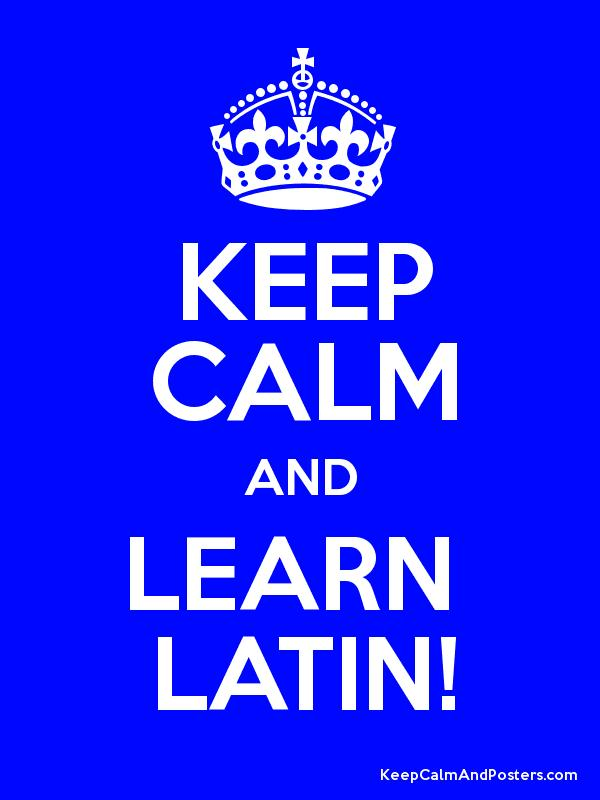 KEEP
CALM
AND
LEARN
LATIN!
KeepCalmAndPosters.com